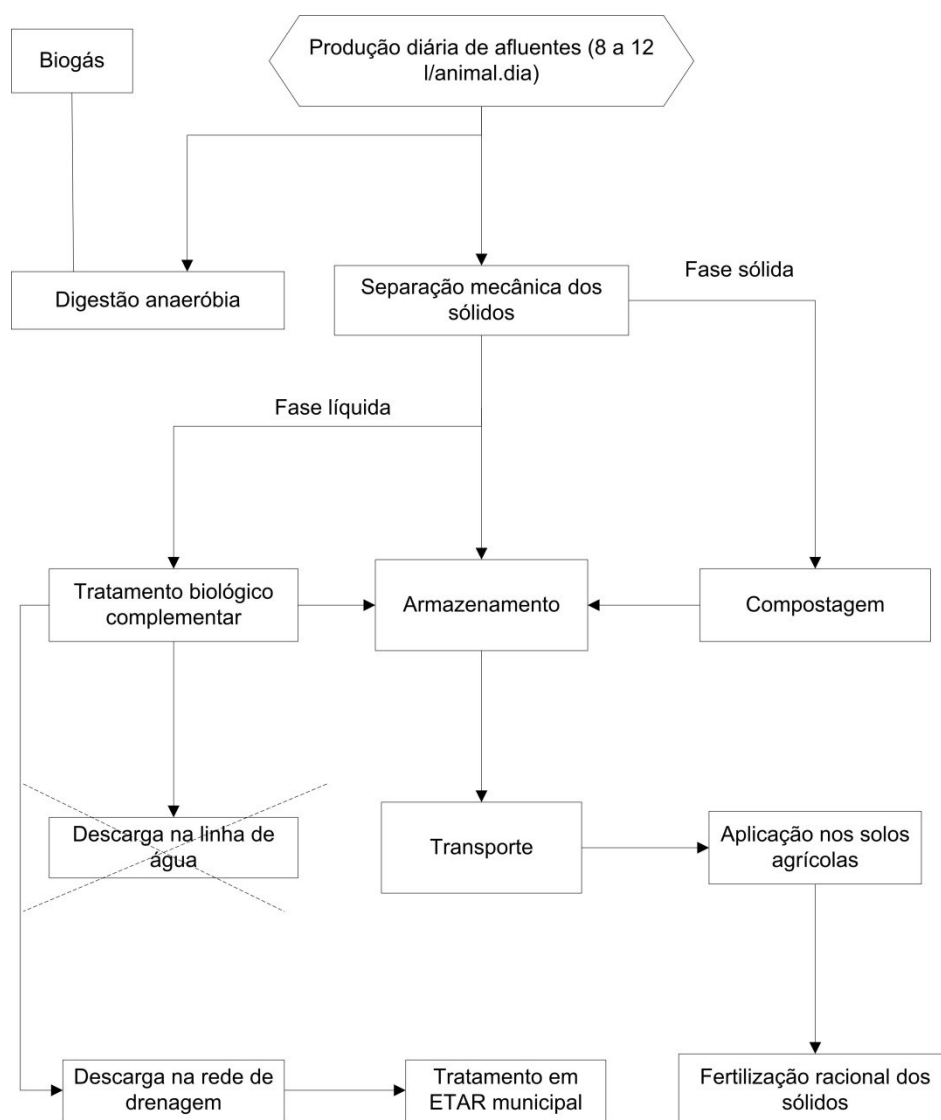 Biogás
Produção diária de afluentes (8 a 12
l/animal.dia)
Digestão anaeróbia
Separação mecânica dos
sólidos
Fase sólida
Fase líquida
Tratamento biológico
complementar
Armazenamento
Compostagem
Descarga na linha de
água
Transporte
Aplicação nos solos
agrícolas
Descarga na rede de
drenagem
Tratamento em
ETAR municipal
Fertilização racional dos
sólidos